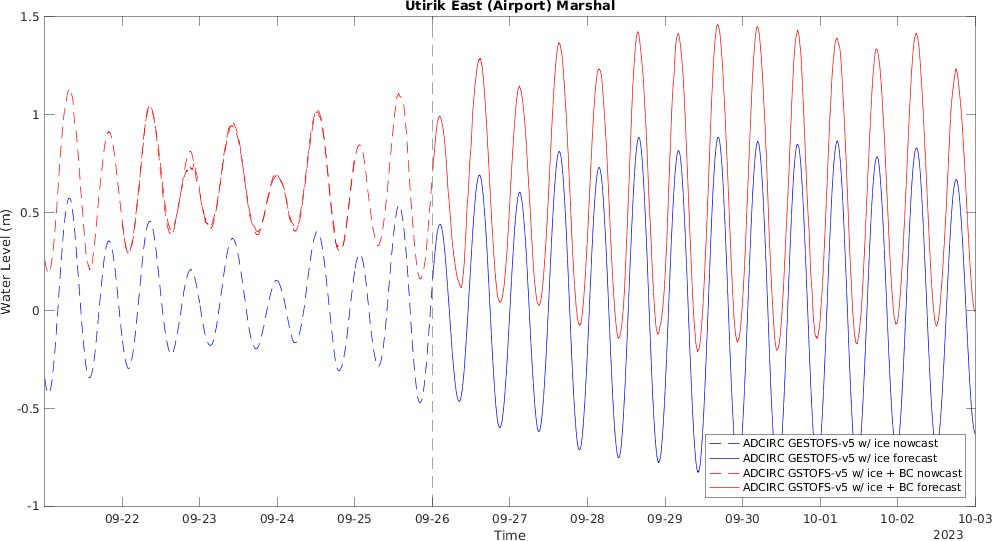 Utirik East (Airport) Marshal
1.5
1
0.5
0
-0.5
-1
Water Level (m)
ADCIRC GESTOFS-v5 w/ ice nowcast
ADCIRC GESTOFS-v5 w/ ice forecast
ADCIRC GSTOFS-v5 w/ ice + BC nowcast
ADCIRC GSTOFS-v5 w/ ice + BC forecast
09-22 09-23 09-24 09-25 09-26 09-27 09-28 09-29 09-30 10-01 10-02 10-03
Time
2023